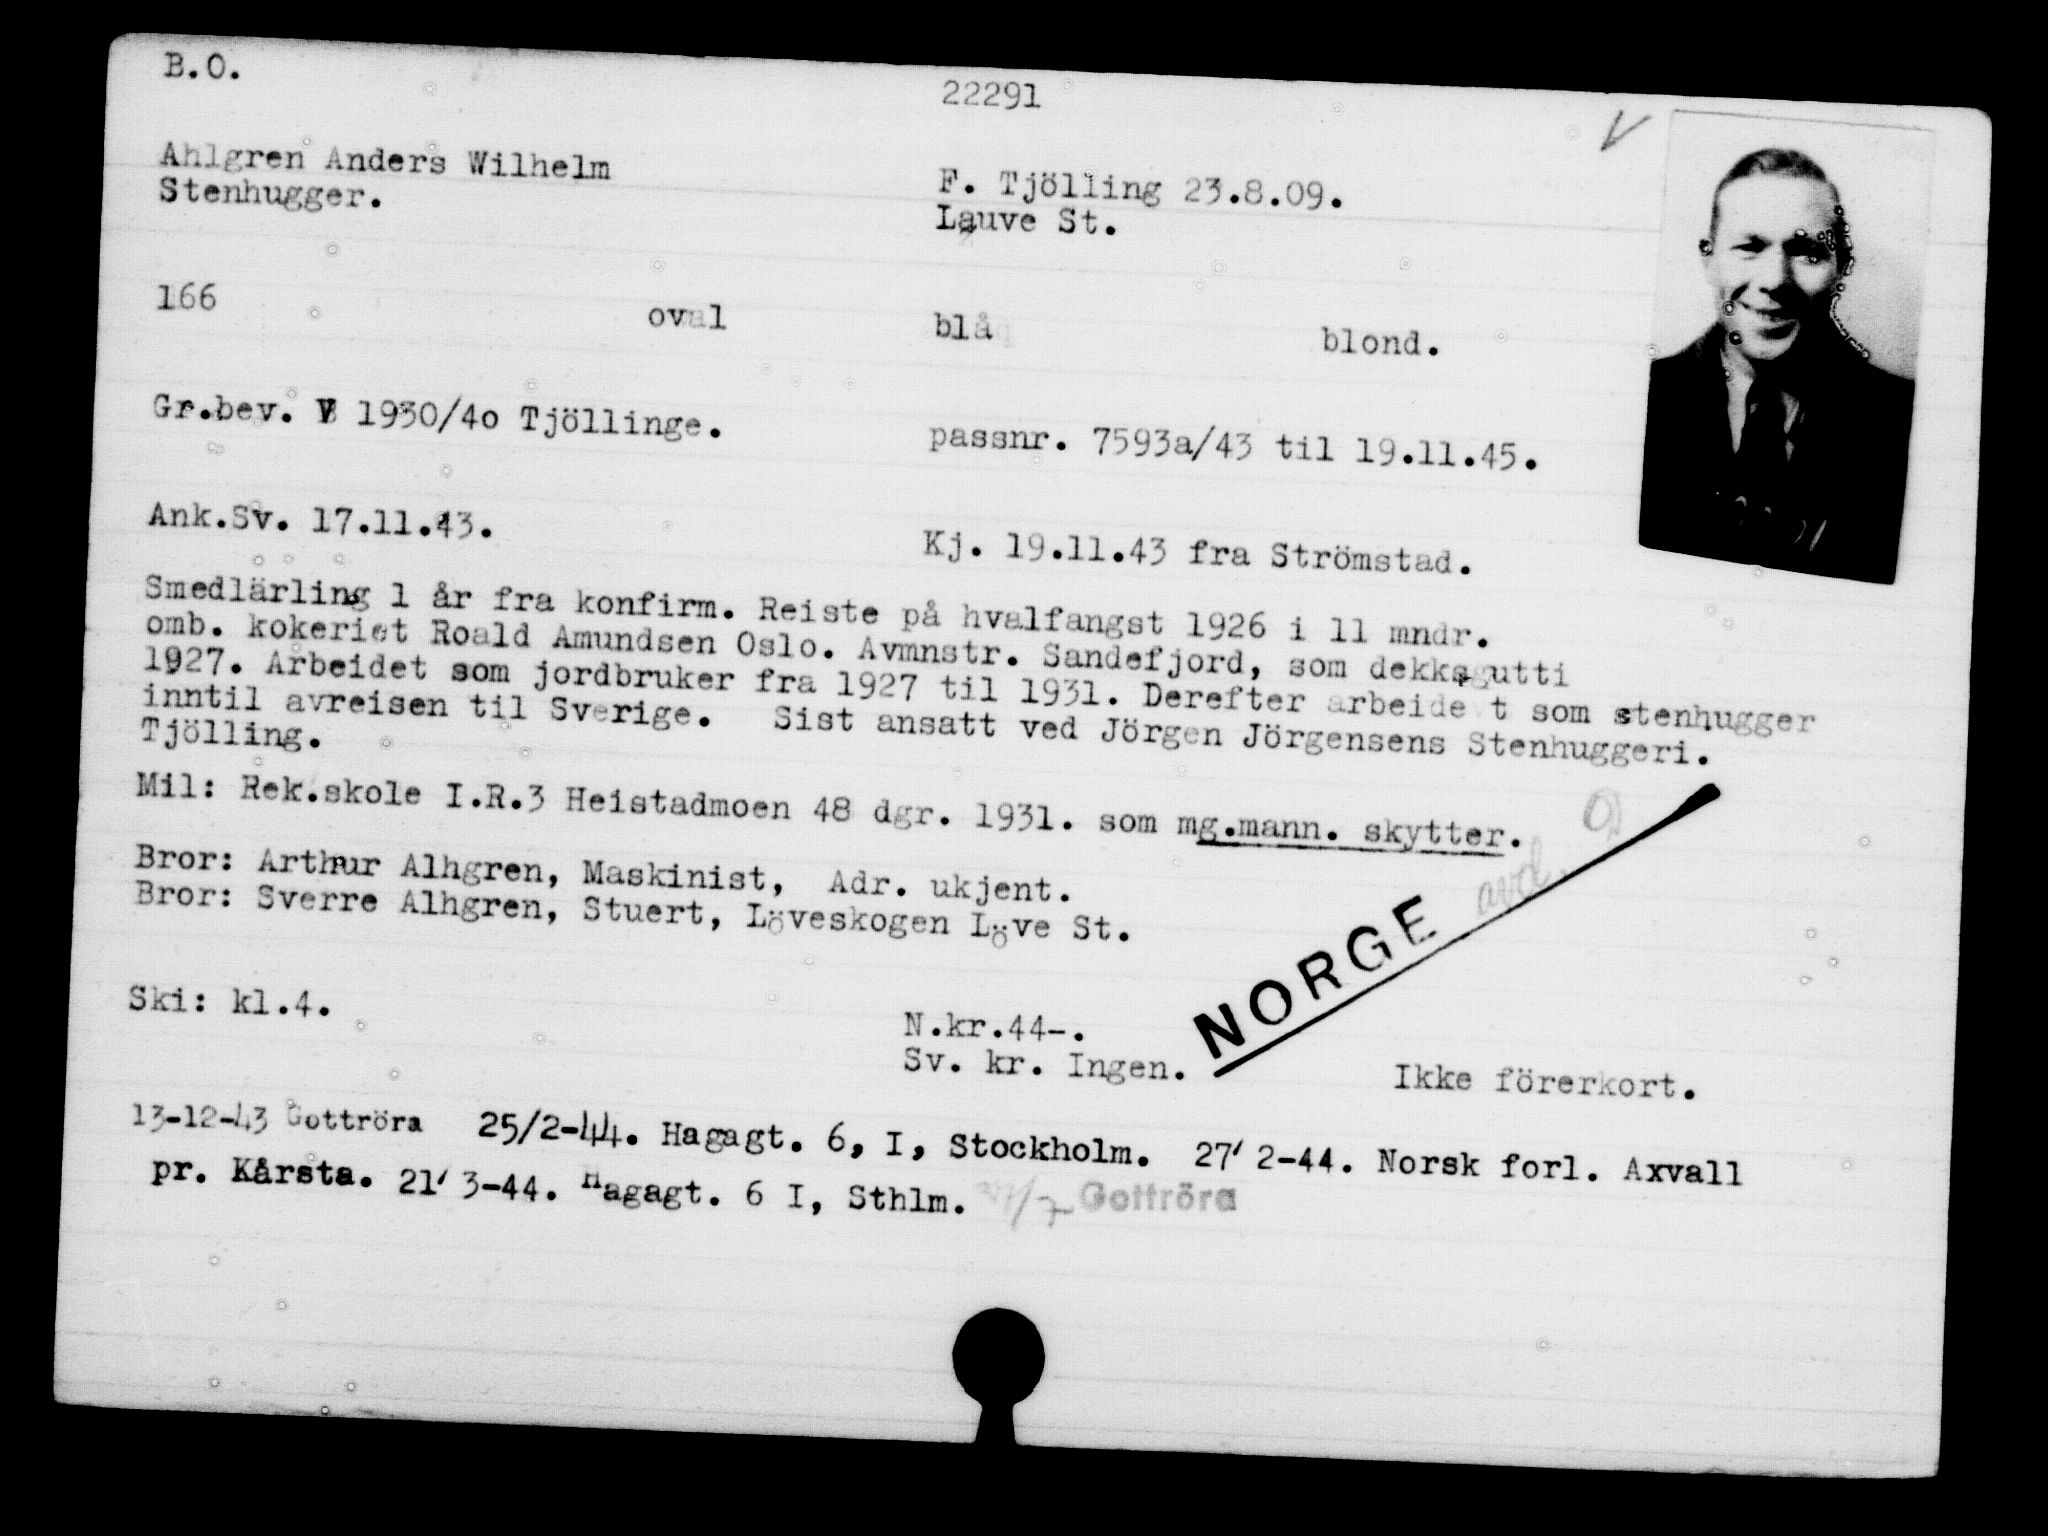 B.O.
22291
Ahlgren Anders Wilhelm
Stenhugger.
F. Tjölling 23.8.09.
Lauve St.
166 oval blå blond.
Gr.bev. B 1930/4o Tjöllinge.
passnr. 7593a/43 til 19.11.45.
Ank.Sv. 17.11.43.
Kj. 19.11.43 fra Strömstad.
Smedlärling 1 år fra konfirm. Reiste på hvalfangst 1926 i 11 mndr.
omb. kokeriet Roald Amundsen Oslo. Avmnstr. Sandefjord, som dekksgutti
1927. Arbeidet som jordbruker fra 1927 til 1931. Derefter arbeide t som stenhugger
inntil avreisen til Sverige. Sist ansatt ved Jörgen Jörgensens Stenhuggeri.
Tjölling.
Mil: Rek.skole I.R.3 Heistadmoen 48 dgr. 1931. som mg.mann. skytter.
Bror: Arthur Alhgren, Maskinist, Adr. ukjent.
Bror: Sverre Alhgren, Stuert, Löveskogen Löve St.
avd. 9
NORGE
Ski: kl.4.
N.kr.44-.
Sv. kr. Ingen.
Ikke förerkort.
13-12-43 Gottröra 25/2-44. Hagagt. 6, I, Stockholm. 27/ 2-44. Norsk forl. Axvall
pr. Kårsta. 21/ 3-44. Hagagt. 6 I, Sthlm. Gottröra